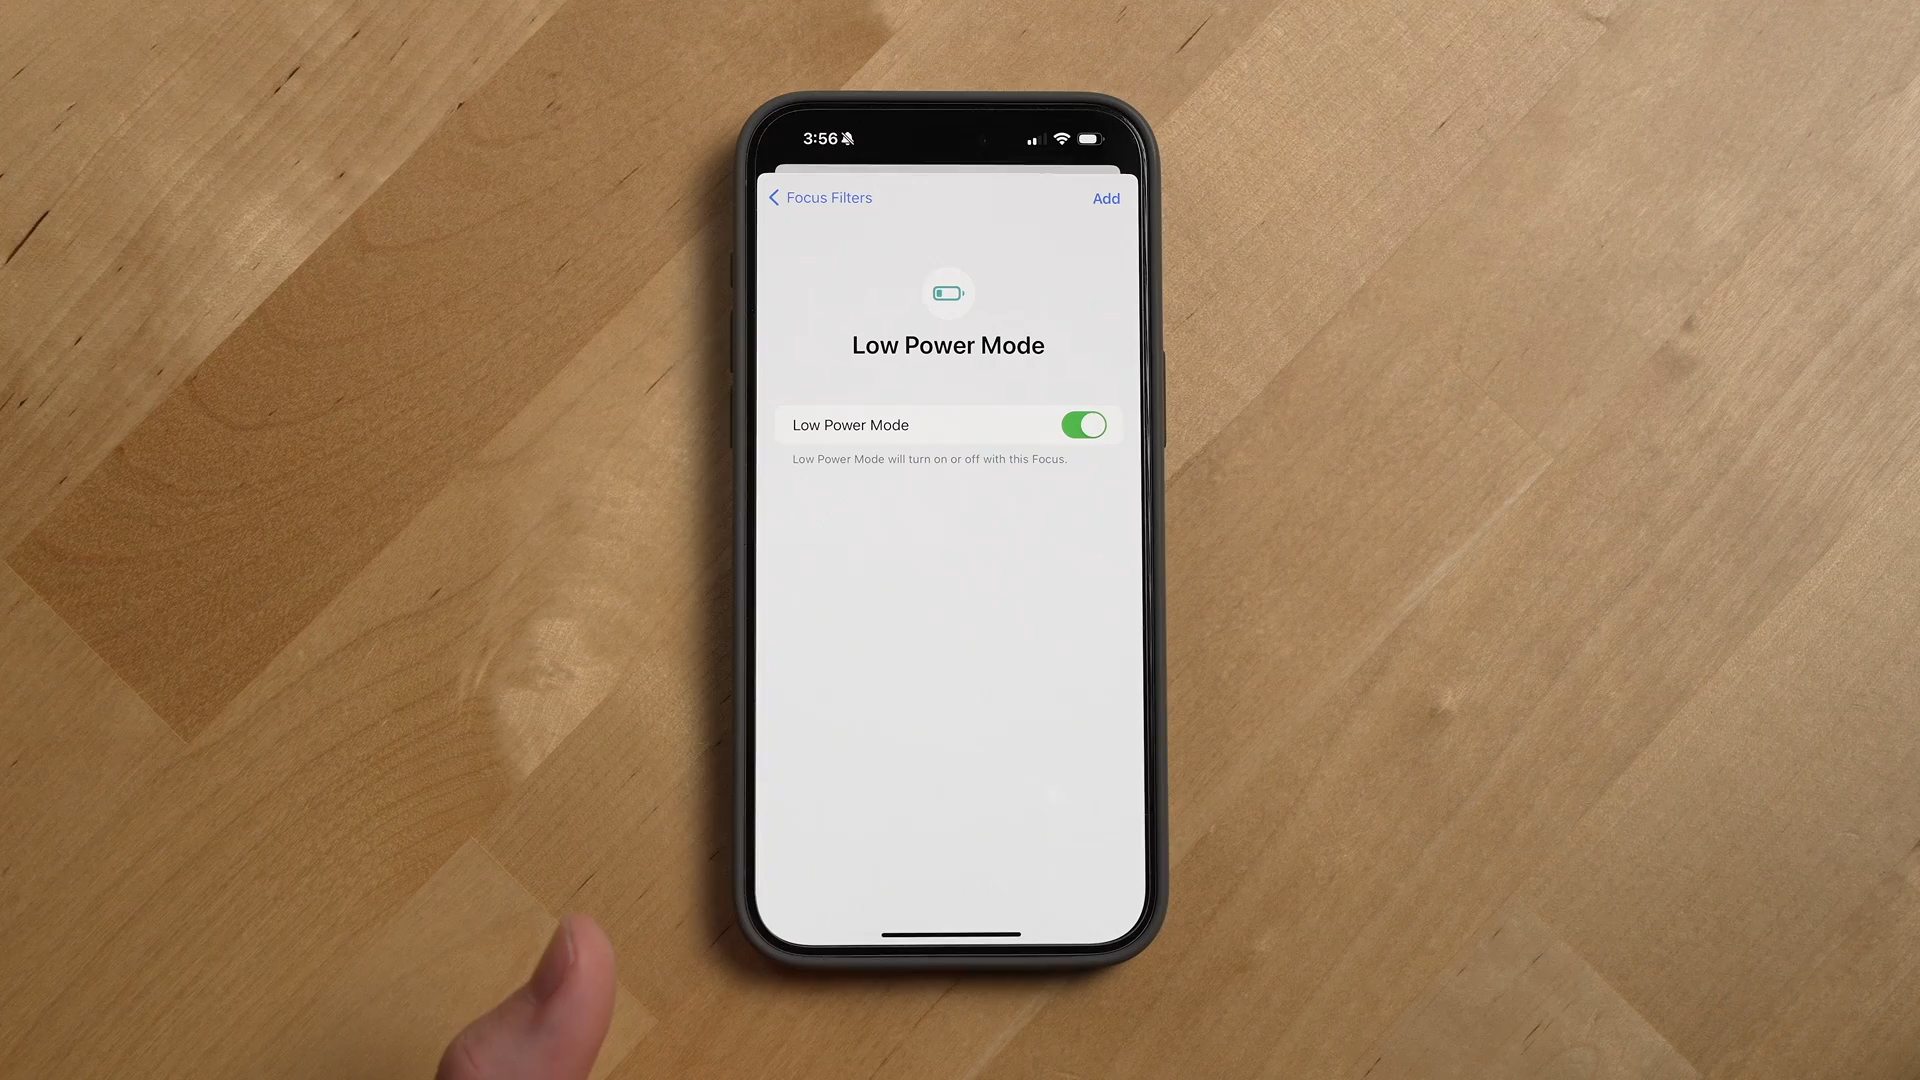 3:56
Focus Filters
Add
Low Power Mode
Low Power Mode
Low Power Mode will turn on or off with this Focus.